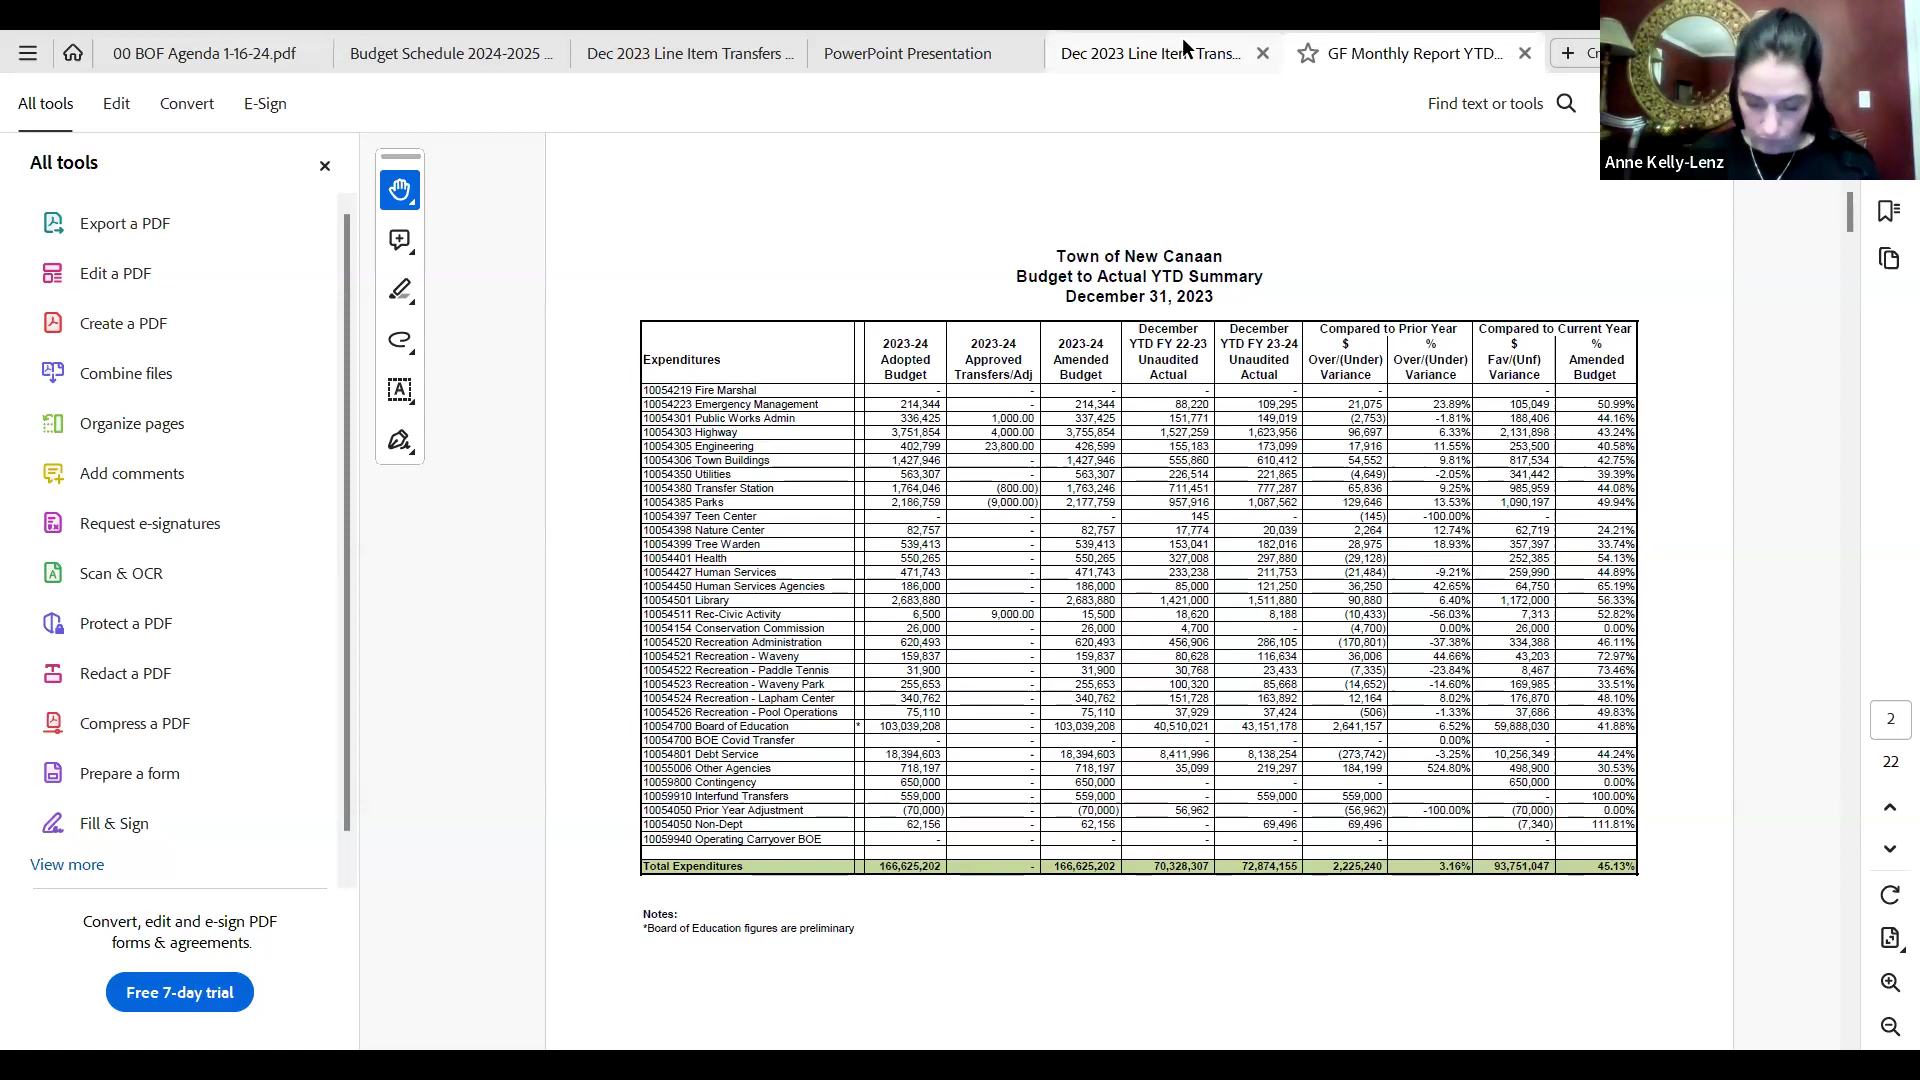 00 BOF Agenda 1-16-24.pdf Budget Schedule 2024-2025 ... Dec 2023 Line Item Transfers ... PowerPoint Presentation Dec 2023 Line Item Trans... GF Monthly Report YTD...
All tools Edit Convert E-Sign Find text or tools
Anne Kelly-Lenz
All tools
Export a PDF
Edit a PDF
Create a PDF
Combine files
Organize pages
Add comments
Request e-signatures
Scan & OCR
Protect a PDF
Redact a PDF
Compress a PDF
Prepare a form
Fill & Sign
View more
Convert, edit and e-sign PDF
forms & agreements.
Free 7-day trial
Town of New Canaan
Budget to Actual YTD Summary
December 31, 2023
December December Compared to Prior Year Compared to Current Year
2023-24 2023-24 2023-24 YTD FY 22-23 YTD FY 23-24 $ % $ %
Expenditures Adopted Approved Amended Unaudited Unaudited Over/(Under) Over/(Under) Fav/(Unf) Amended
Budget Transfers/Adj Budget Actual Actual Variance Variance Variance Budget
10054219 Fire Marshal - - - - - - -
10054223 Emergency Management 214,344 - 214,344 88,220 109,295 21,075 23.89% 105,049 50.99%
10054301 Public Works Admin 336,425 1,000.00 337,425 151,771 149,019 (2,753) -1.81% 188,406 44.16%
10054303 Highway 3,751,854 4,000.00 3,755,854 1,527,259 1,623,956 96,697 6.33% 2,131,898 43.24%
10054305 Engineering 402,799 23,800.00 426,599 155,183 173,099 17,916 11.55% 253,500 40.58%
10054306 Town Buildings 1,427,946 - 1,427,946 555,860 610,412 54,552 9.81% 817,534 42.75%
10054350 Utilities 563,307 - 563,307 226,514 221,865 (4,649) -2.05% 341,442 39.39%
10054380 Transfer Station 1,764,046 (800.00) 1,763,246 711,451 777,287 65,836 9.25% 985,959 44.08%
10054385 Parks 2,186,759 (9,000.00) 2,177,759 957,916 1,087,562 129,646 13.53% 1,090,197 49.94%
10054397 Teen Center - - - 145 - (145) -100.00% -
10054398 Nature Center 82,757 - 82,757 17,774 20,039 2,264 12.74% 62,719 24.21%
10054399 Tree Warden 539,413 - 539,413 153,041 182,016 28,975 18.93% 357,397 33.74%
10054401 Health 550,265 - 550,265 327,008 297,880 (29,128) 252,385 54.13%
10054427 Human Services 471,743 - 471,743 233,238 211,753 (21,484) -9.21% 259,990 44.89%
10054450 Human Services Agencies 186,000 - 186,000 85,000 121,250 36,250 42.65% 64,750 65.19%
10054501 Library 2,683,880 - 2,683,880 1,421,000 1,511,880 90,880 6.40% 1,172,000 56.33%
10054511 Rec-Civic Activity 6,500 9,000.00 15,500 18,620 8,188 (10,433) -56.03% 7,313 52.82%
10054154 Conservation Commission 26,000 - 26,000 4,700 - (4,700) 0.00% 26,000 0.00%
10054520 Recreation Administration 620,493 - 620,493 456,906 286,105 (170,801) -37.38% 334,388 46.11%
10054521 Recreation - Waveny 159,837 - 159,837 80,628 116,634 36,006 44.66% 43,203 72.97%
10054522 Recreation - Paddle Tennis 31,900 - 31,900 30,768 23,433 (7,335) -23.84% 8,467 73.46%
10054523 Recreation - Waveny Park 255,653 - 255,653 100,320 85,668 (14,652) -14.60% 169,985 33.51%
10054524 Recreation - Lapham Center 340,762 - 340,762 151,728 163,892 12,164 8.02% 176,870 48.10%
10054526 Recreation - Pool Operations 75,110 - 75,110 37,929 37,424 (506) -1.33% 37,686 49.83%
10054700 Board of Education * 103,039,208 - 103,039,208 40,510,021 43,151,178 2,641,157 6.52% 59,888,030 41.88%
10054700 BOE Covid Transfer - - - - - - 0.00% -
10054801 Debt Service 18,394,603 - 18,394,603 8,411,996 8,138,254 (273,742) -3.25% 10,256,349 44.24%
10055006 Other Agencies 718,197 - 718,197 35,099 219,297 184,199 524.80% 498,900 30.53%
10059800 Contingency 650,000 - 650,000 - - - 650,000 0.00%
10059910 Interfund Transfers 559,000 - 559,000 - 559,000 559,000 - 100.00%
10054050 Prior Year Adjustment (70,000) - (70,000) 56,962 - (56,962) -100.00% (70,000) 0.00%
10054050 Non-Dept 62,156 - 62,156 - 69,496 69,496 (7,340) 111.81%
10059940 Operating Carryover BOE - - - - - - -
Total Expenditures 166,625,202 - 166,625,202 70,328,307 72,874,155 2,225,240 3.16% 93,751,047 45.13%
Notes:
*Board of Education figures are preliminary
2
22